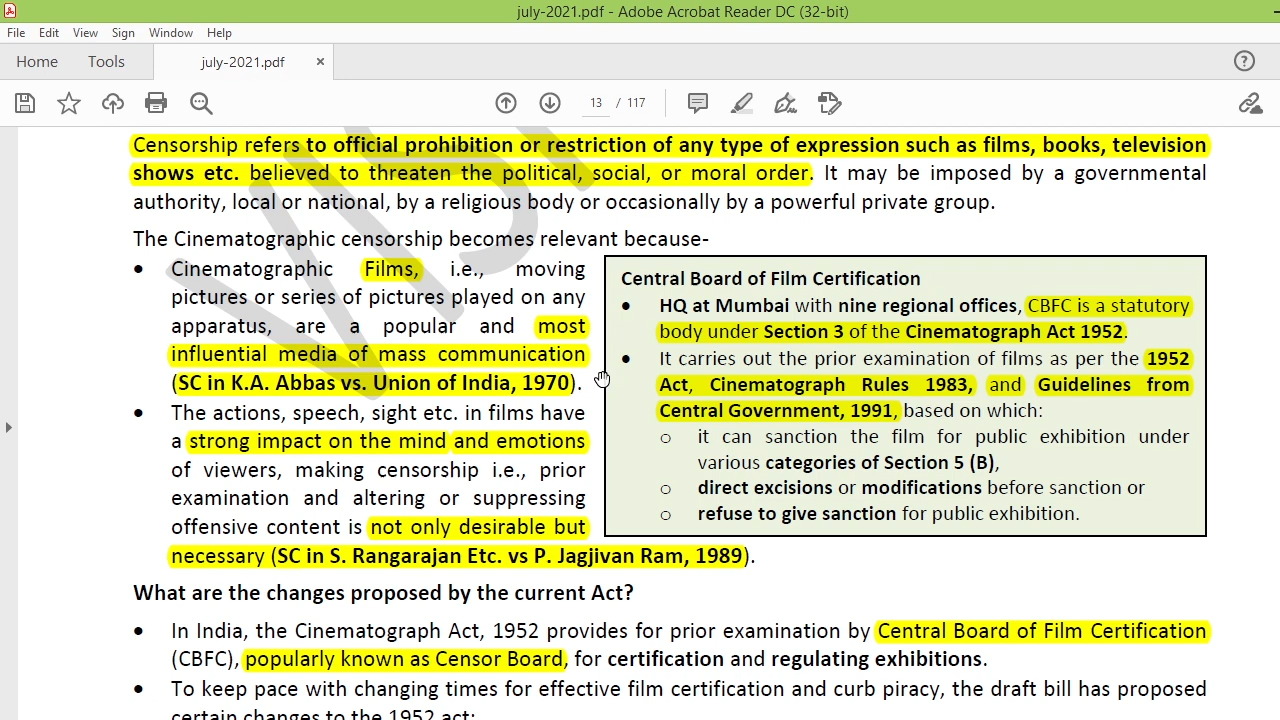 july-2021.pdf - Adobe Acrobat Reader DC (32-bit)
File Edit View Sign Window Help
Home Tools july-2021.pdf ×
13 / 117
Censorship refers to official prohibition or restriction of any type of expression such as films, books, television
shows etc. believed to threaten the political, social, or moral order. It may be imposed by a governmental
authority, local or national, by a religious body or occasionally by a powerful private group.
The Cinematographic censorship becomes relevant because-
• Cinematographic Films, i.e., moving
pictures or series of pictures played on any
apparatus, are a popular and most
influential media of mass communication
(SC in K.A. Abbas vs. Union of India, 1970).
• The actions, speech, sight etc. in films have
a strong impact on the mind and emotions
of viewers, making censorship i.e., prior
examination and altering or suppressing
offensive content is not only desirable but
necessary (SC in S. Rangarajan Etc. vs P. Jagjivan Ram, 1989).
Central Board of Film Certification
• HQ at Mumbai with nine regional offices, CBFC is a statutory
body under Section 3 of the Cinematograph Act 1952.
• It carries out the prior examination of films as per the 1952
Act, Cinematograph Rules 1983, and Guidelines from
Central Government, 1991, based on which:
o it can sanction the film for public exhibition under
various categories of Section 5 (B),
o direct excisions or modifications before sanction or
o refuse to give sanction for public exhibition.
What are the changes proposed by the current Act?
• In India, the Cinematograph Act, 1952 provides for prior examination by Central Board of Film Certification
(CBFC), popularly known as Censor Board, for certification and regulating exhibitions.
• To keep pace with changing times for effective film certification and curb piracy, the draft bill has proposed
certain changes to the 1952 act: